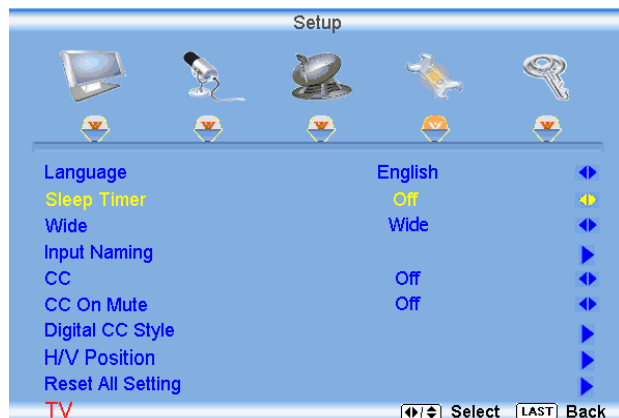 Setup
Language English
Sleep Timer Off
Wide Wide
Input Naming
CC Off
CC On Mute Off
Digital CC Style
H/V Position
Reset All Setting
TV Select LAST Back